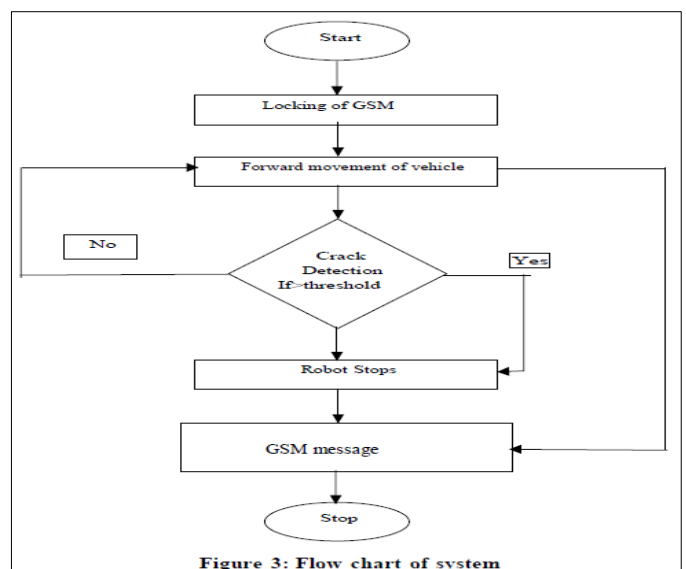 Start
Locking of GSM
Forward movement of vehicle
No
Crack
Detection
If>threshold
Yes
Robot Stops
GSM message
Stop
Figure 3: Flow chart of system